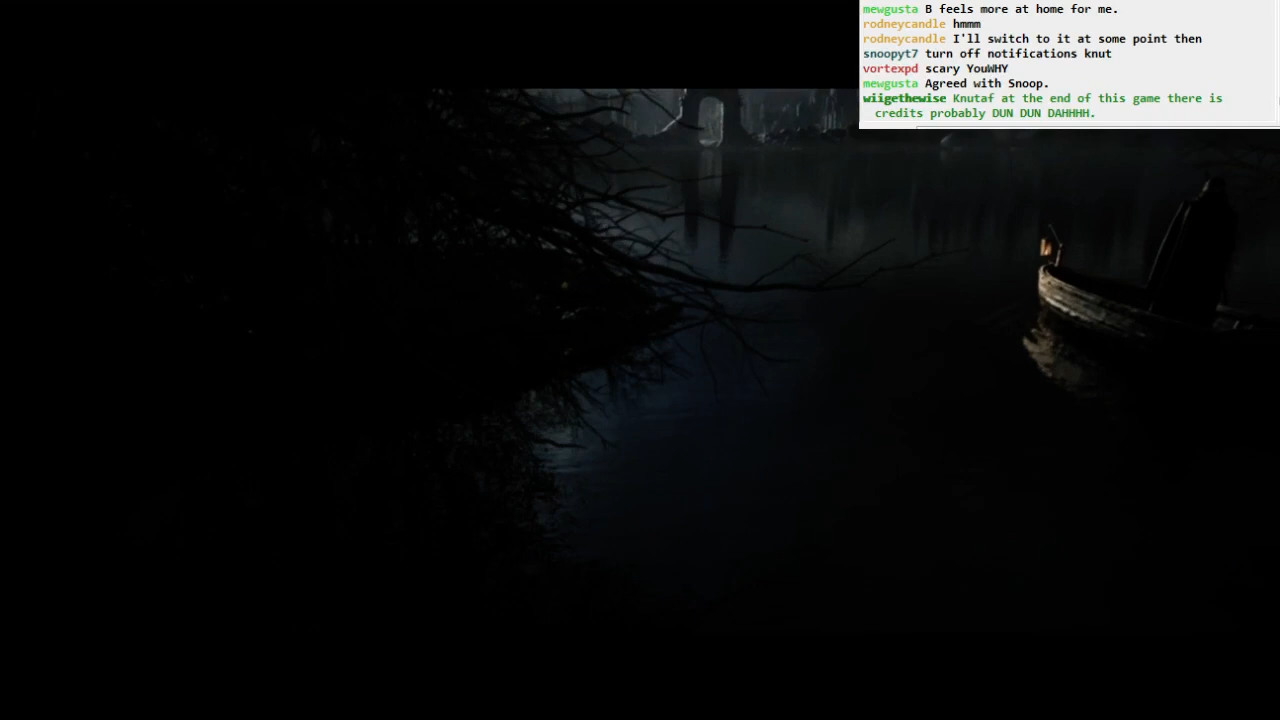 mewgusta B feels more at home for me.
rodneycandle hmmm
rodneycandle I'll switch to it at some point then
snoopyt7 turn off notifications knut
vortexpd scary YouWHY
mewgusta Agreed with Snoop.
wiigethewise Knutaf at the end of this game there is
credits probably DUN DUN DAHHHH.